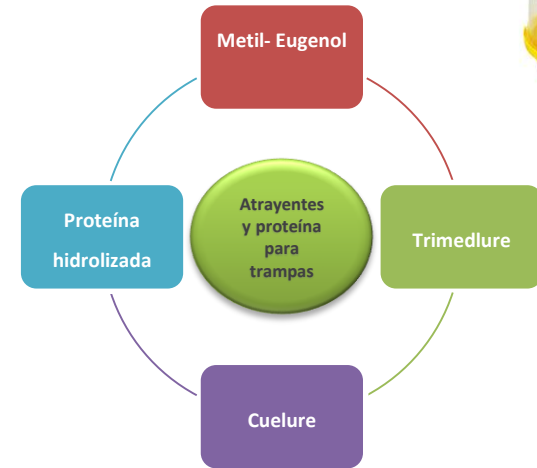 Metil- Eugenol
Proteína
hidrolizada
Atrayentes
y proteína
para
trampas
Trimedlure
Cuelure